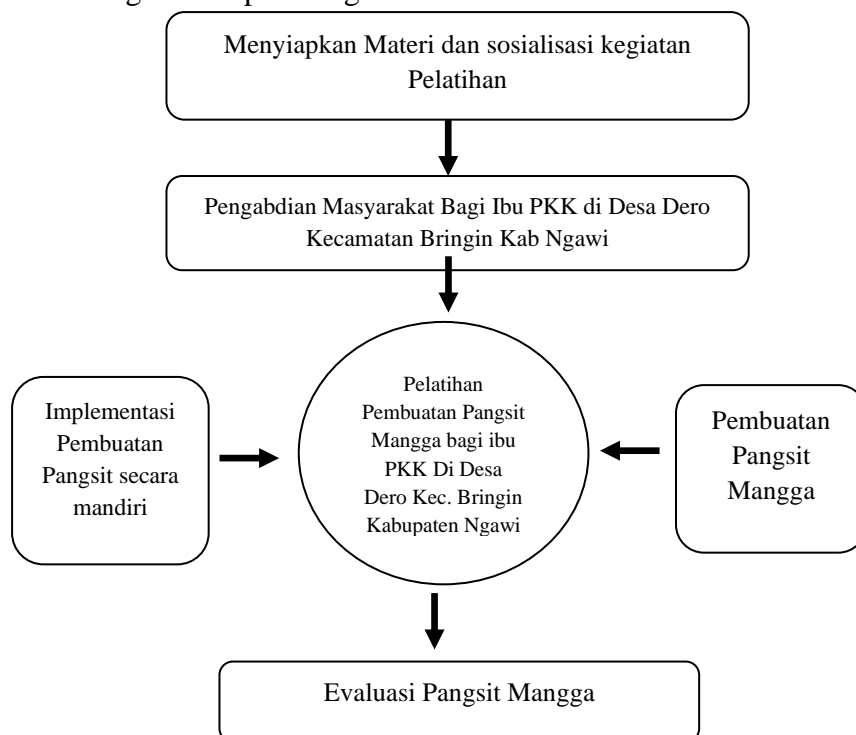 Menyiapkan Materi dan sosialisasi kegiatan
Pelatihan
Pengabdian Masyarakat Bagi Ibu PKK di Desa Dero
Kecamatan Bringin Kab Ngawi
Implementasi
Pembuatan
Pangsit secara
mandiri
Pelatihan
Pembuatan Pangsit
Mangga bagi ibu
PKK Di Desa
Dero Kec. Bringin
Kabupaten Ngawi
Pembuatan
Pangsit
Mangga
Evaluasi Pangsit Mangga